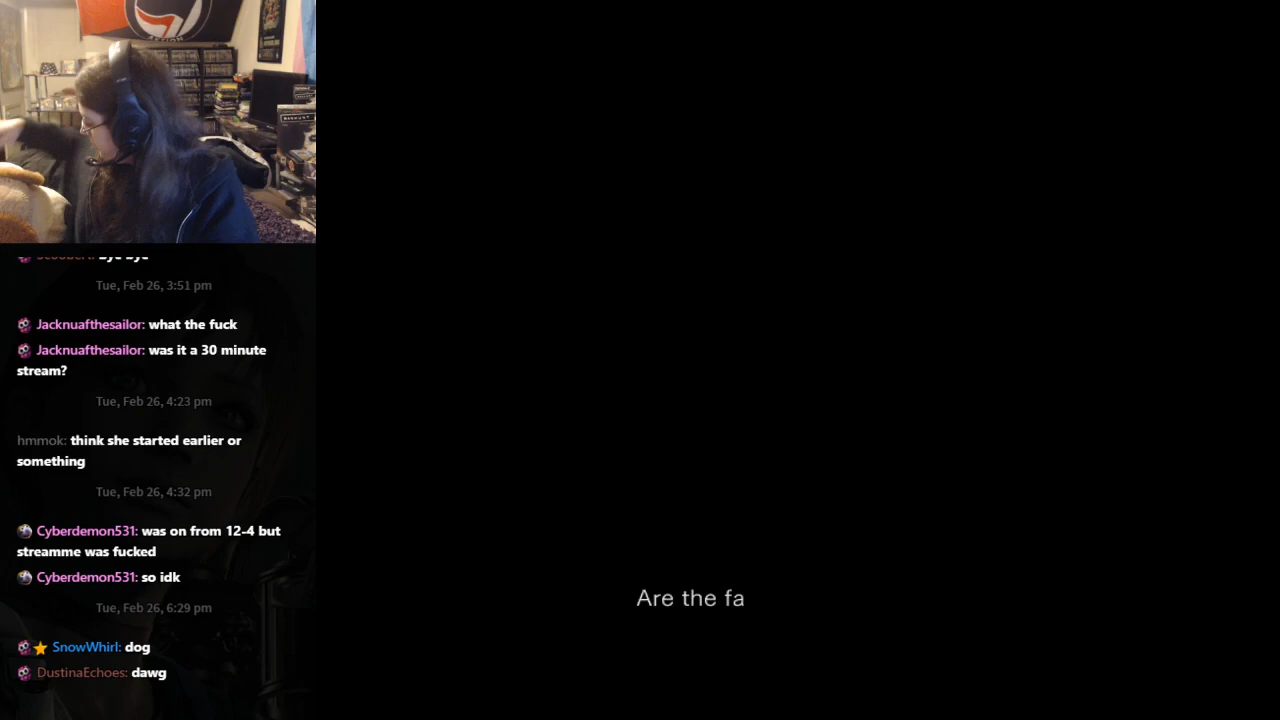 ACTION
Tue, Feb 26, 3:51 pm
Jacknuafthesailor: what the fuck
Jacknuafthesailor: was it a 30 minute
stream?
Tue, Feb 26, 4:23 pm
hmmok: think she started earlier or
something
Tue, Feb 26, 4:32 pm
Cyberdemon531: was on from 12-4 but
streamme was fucked
Cyberdemon531: so idk
Tue, Feb 26, 6:29 pm
SnowWhirl: dog
DustinaEchoes: dawg
Are the fa